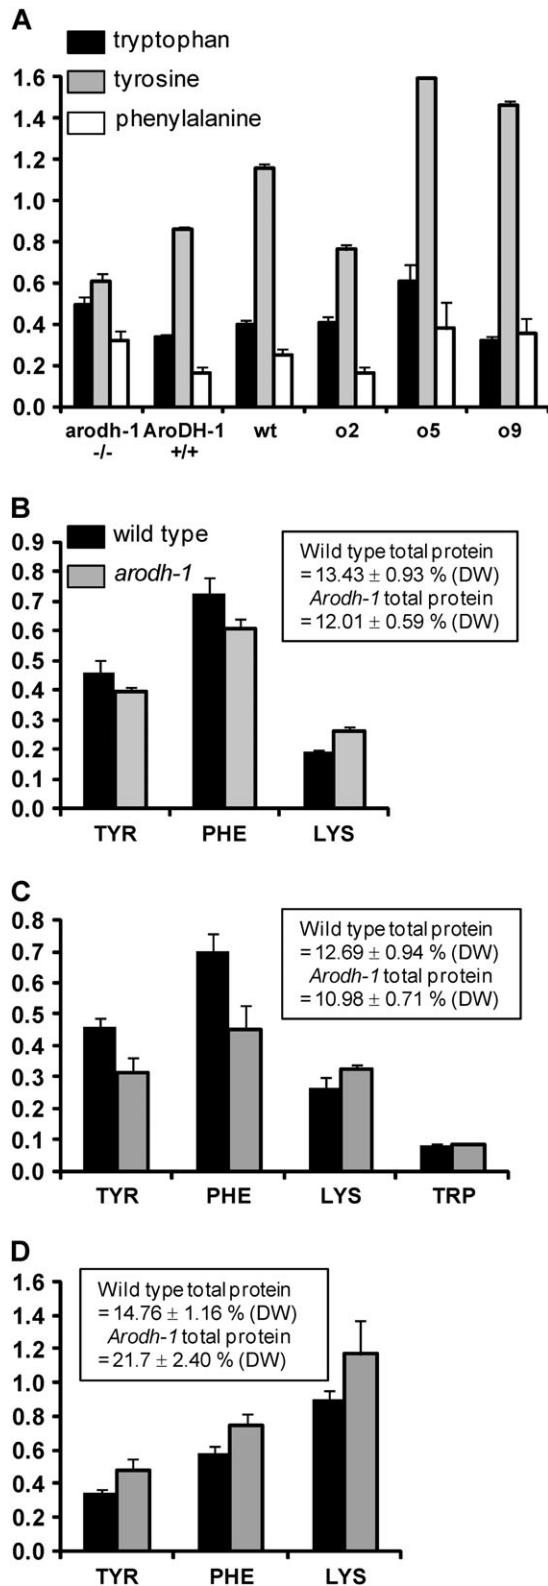 A
tryptophan
tyrosine
phenylalanine
1.6
1.4
1.2
1.0
0.8
0.6
0.4
0.2
0.0
arodh-1 AroDH-1 wt o2 o5 o9
-/- +/+
B
wild type
arodh-1
0.9
0.8
0.7
0.6
0.5
0.4
0.3
0.2
0.1
0.0
Wild type total protein
= 13.43 ± 0.93 % (DW)
Arodh-1 total protein
= 12.01 ± 0.59 % (DW)
TYR PHE LYS
C
0.8
0.7
0.6
0.5
0.4
0.3
0.2
0.1
0.0
Wild type total protein
= 12.69 ± 0.94 % (DW)
Arodh-1 total protein
= 10.98 ± 0.71 % (DW)
TYR PHE LYS TRP
D
1.6
1.4
1.2
1.0
0.8
0.6
0.4
0.2
0.0
Wild type total protein
= 14.76 ± 1.16 % (DW)
Arodh-1 total protein
= 21.7 ± 2.40 % (DW)
TYR PHE LYS